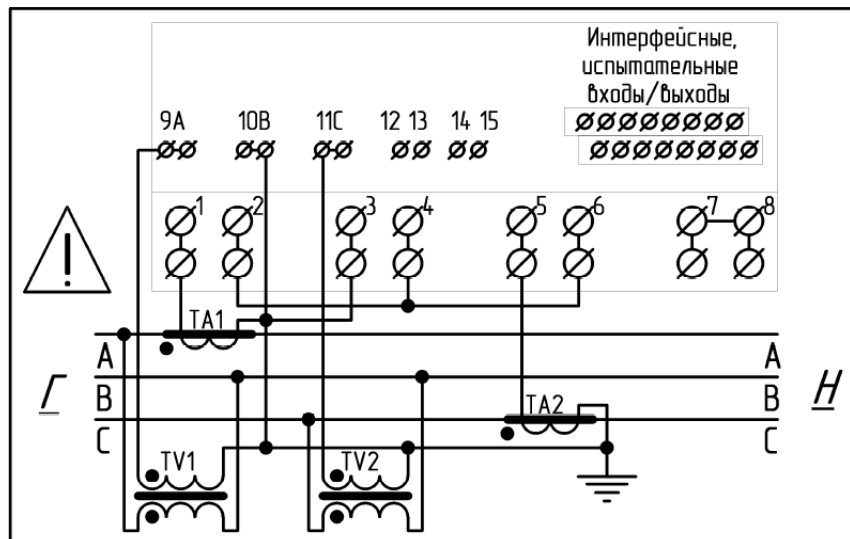 Интерфейсные,
испытательные
входы/выходы
9A 10B 11C 12 13 14 15
1 2 3 4 5 6 7 8
!
TA1
A A
Г B B Н
TA2
C C
TV1 TV2